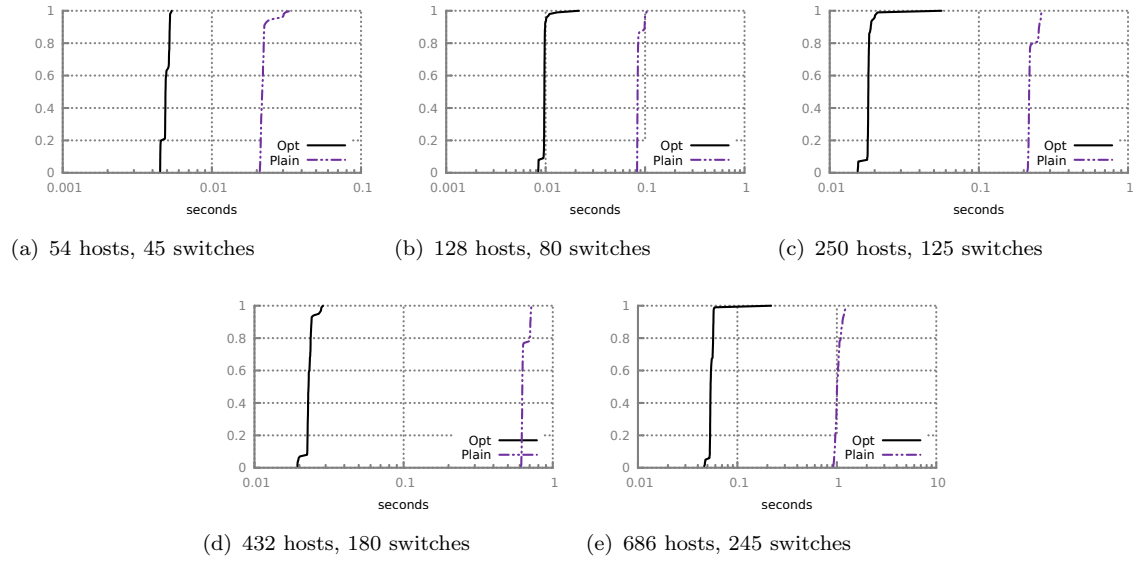 1
0.8
0.6
0.4
0.2
0
0.001
0.01
0.1
seconds
Opt
Plain
(a) 54 hosts, 45 switches
1
0.8
0.6
0.4
0.2
0
0.001
0.01
0.1
1
seconds
Opt
Plain
(b) 128 hosts, 80 switches
1
0.8
0.6
0.4
0.2
0
0.01
0.1
1
seconds
Opt
Plain
(c) 250 hosts, 125 switches
1
0.8
0.6
0.4
0.2
0
0.01
0.1
1
seconds
Opt
Plain
(d) 432 hosts, 180 switches
1
0.8
0.6
0.4
0.2
0
0.01
0.1
1
10
seconds
Opt
Plain
(e) 686 hosts, 245 switches